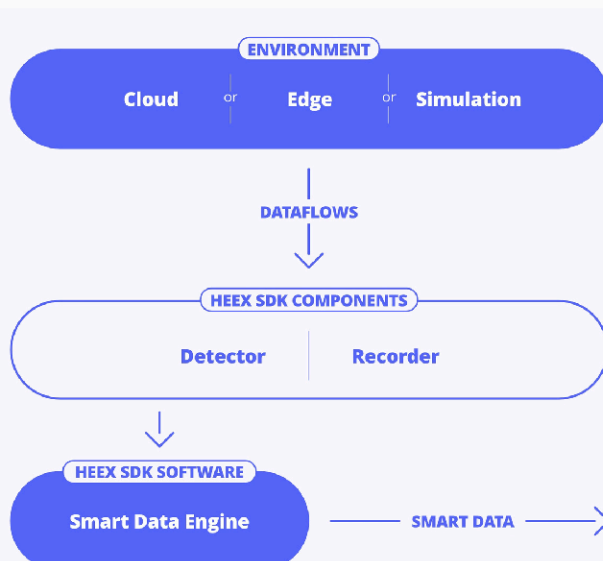 ENVIRONMENT
Cloud or Edge or Simulation
DATAFLOWS
HEEX SDK COMPONENTS
Detector Recorder
HEEX SDK SOFTWARE
Smart Data Engine
SMART DATA